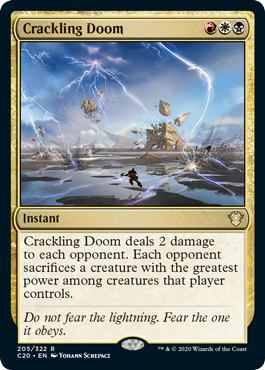 Crackling Doom
Instant
Crackling Doom deals 2 damage
to each opponent. Each opponent
sacrifices a creature with the greatest
power among creatures that player
controls.
Do not fear the lightning. Fear the one
it obeys.
205/322 R
C20 • EN YOHANN SCHEPACZ
™ & © 2020 Wizards of the Coast